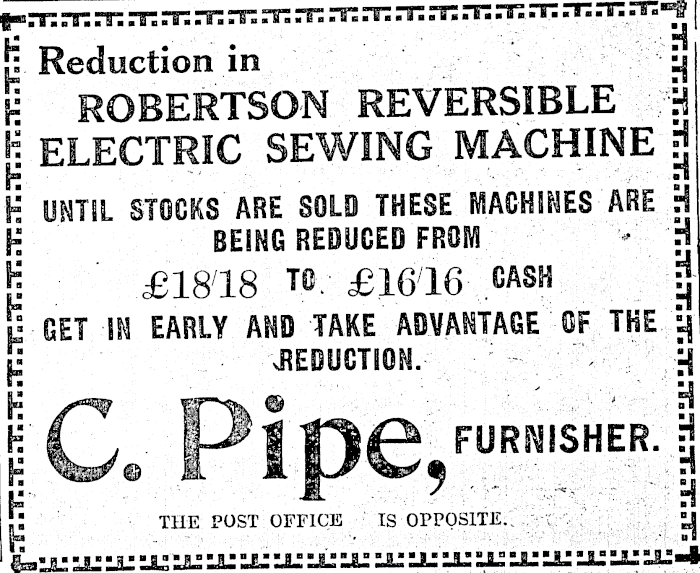 Reduction in
ROBERTSON REVERSIBLE
ELECTRIC SEWING MACHINE
UNTIL STOCKS ARE SOLD THESE MACHINES ARE
BEING REDUCED FROM
£18/18 TO £16/16 CASH
GET IN EARLY AND TAKE ADVANTAGE OF THE
REDUCTION.
C. Pipe, FURNISHER.
THE POST OFFICE IS OPPOSITE.